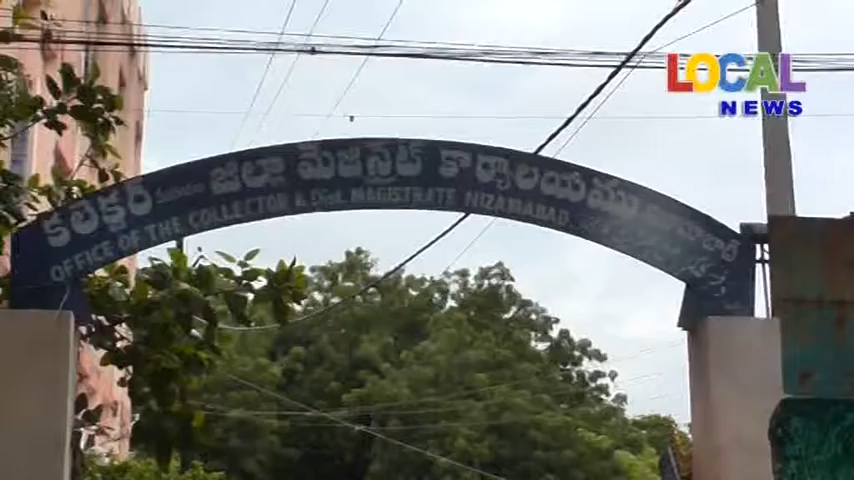 కలెక్టర్ జిల్లా మెజిస్ట్రేట్ కార్యాలయము
OFFICE OF THE COLLECTOR & Dist. MAGISTRATE NIZAMABAD
LOCAL
NEWS